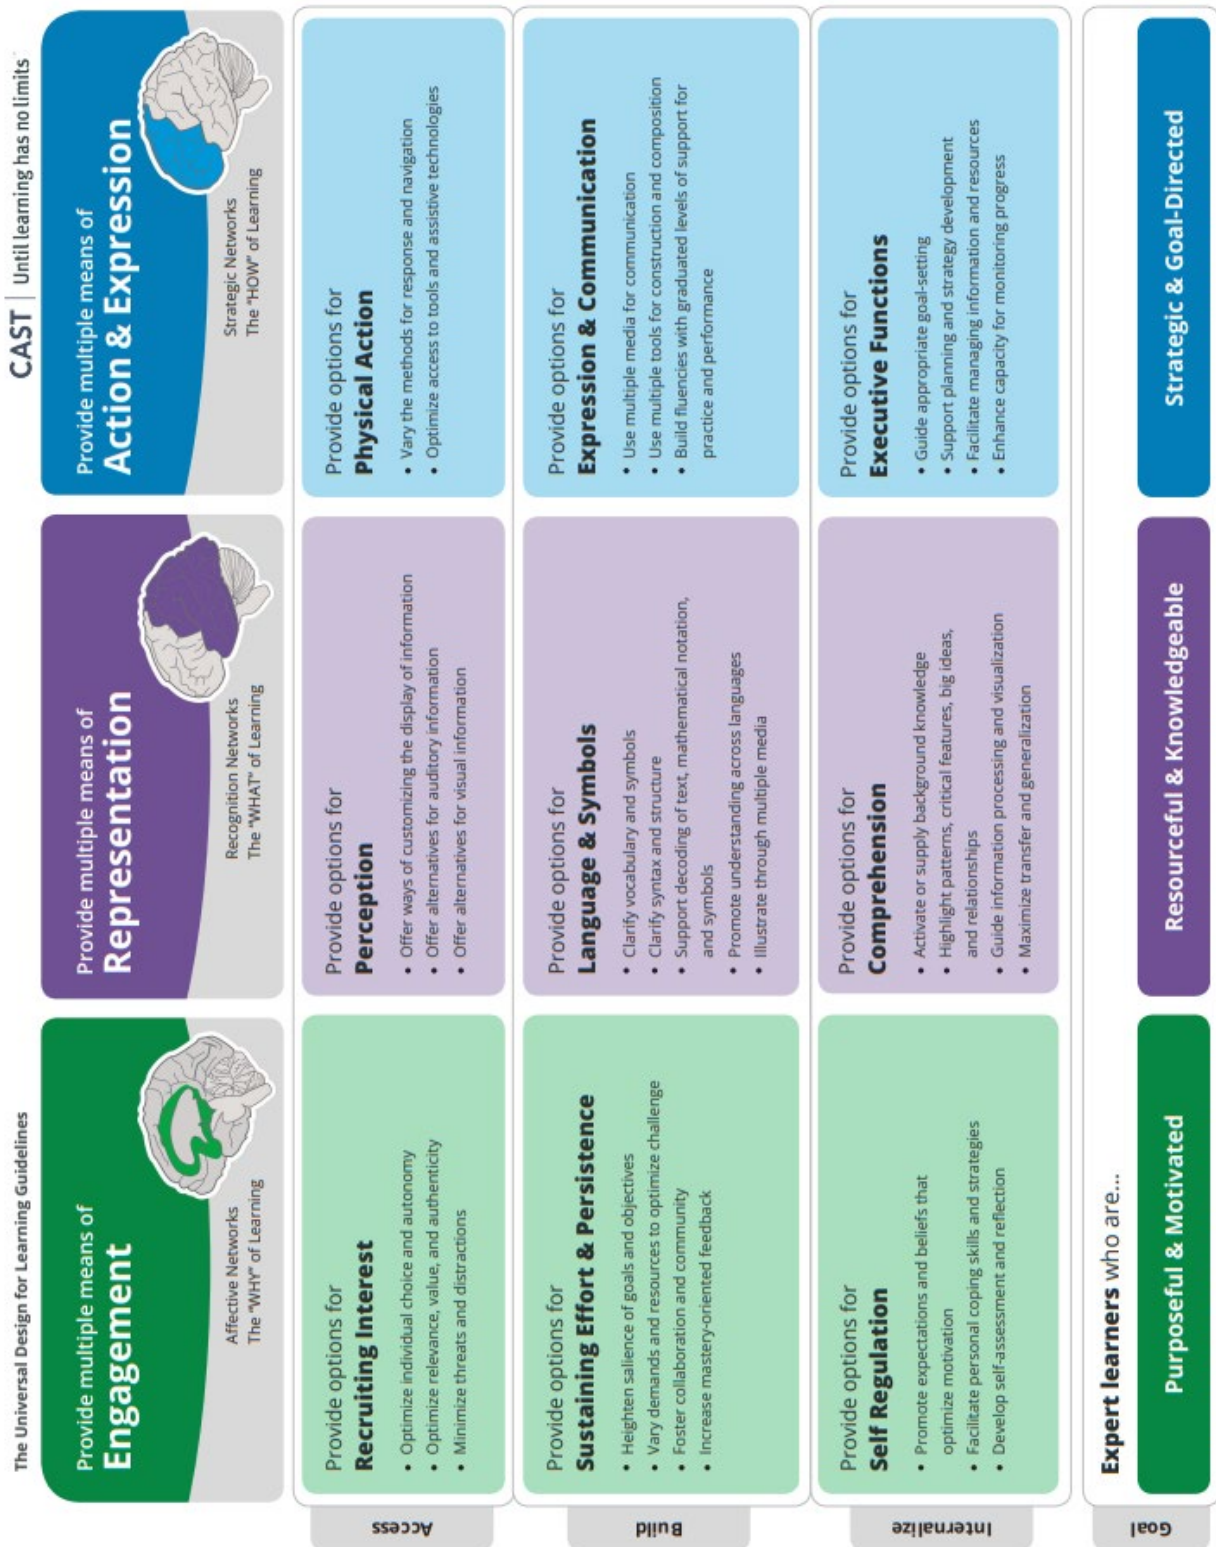 The Universal Design for Learning Guidelines
CAST | Until learning has no limits
Provide multiple means of
Engagement
Affective Networks
The "WHY" of Learning
Provide multiple means of
Representation
Recognition Networks
The "WHAT" of Learning
Provide multiple means of
Action & Expression
Strategic Networks
The "HOW" of Learning
Access
Provide options for
Recruiting Interest
• Optimize individual choice and autonomy
• Optimize relevance, value, and authenticity
• Minimize threats and distractions
Provide options for
Perception
• Offer ways of customizing the display of information
• Offer alternatives for auditory information
• Offer alternatives for visual information
Provide options for
Physical Action
• Vary the methods for response and navigation
• Optimize access to tools and assistive technologies
Build
Provide options for
Sustaining Effort & Persistence
• Heighten salience of goals and objectives
• Vary demands and resources to optimize challenge
• Foster collaboration and community
• Increase mastery-oriented feedback
Provide options for
Language & Symbols
• Clarify vocabulary and symbols
• Clarify syntax and structure
• Support decoding of text, mathematical notation,
and symbols
• Promote understanding across languages
• Illustrate through multiple media
Provide options for
Expression & Communication
• Use multiple media for communication
• Use multiple tools for construction and composition
• Build fluencies with graduated levels of support for
practice and performance
Internalize
Provide options for
Self Regulation
• Promote expectations and beliefs that
optimize motivation
• Facilitate personal coping skills and strategies
• Develop self-assessment and reflection
Provide options for
Comprehension
• Activate or supply background knowledge
• Highlight patterns, critical features, big ideas,
and relationships
• Guide information processing and visualization
• Maximize transfer and generalization
Provide options for
Executive Functions
• Guide appropriate goal-setting
• Support planning and strategy development
• Facilitate managing information and resources
• Enhance capacity for monitoring progress
Goal
Expert learners who are...
Purposeful & Motivated
Resourceful & Knowledgeable
Strategic & Goal-Directed